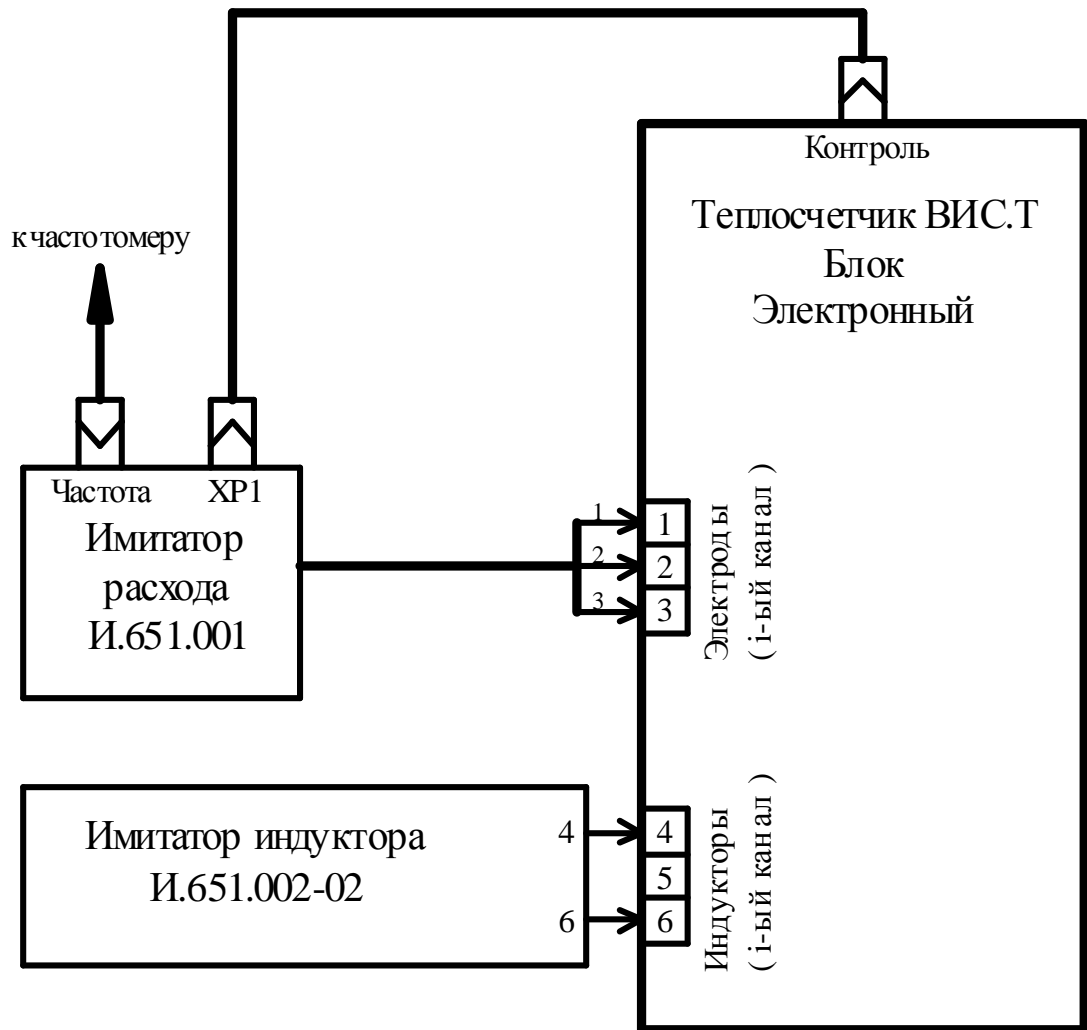 Контроль
Теплосчетчик ВИС.Т
Блок
Электронный
к частотомеру
Частота
ХР1
Имитатор
расхода
И.651.001
1
2
3
1
2
3
Электроды
( i-ый канал )
Имитатор индуктора
И.651.002-02
4
6
4
5
6
Индукторы
( i-ый канал )